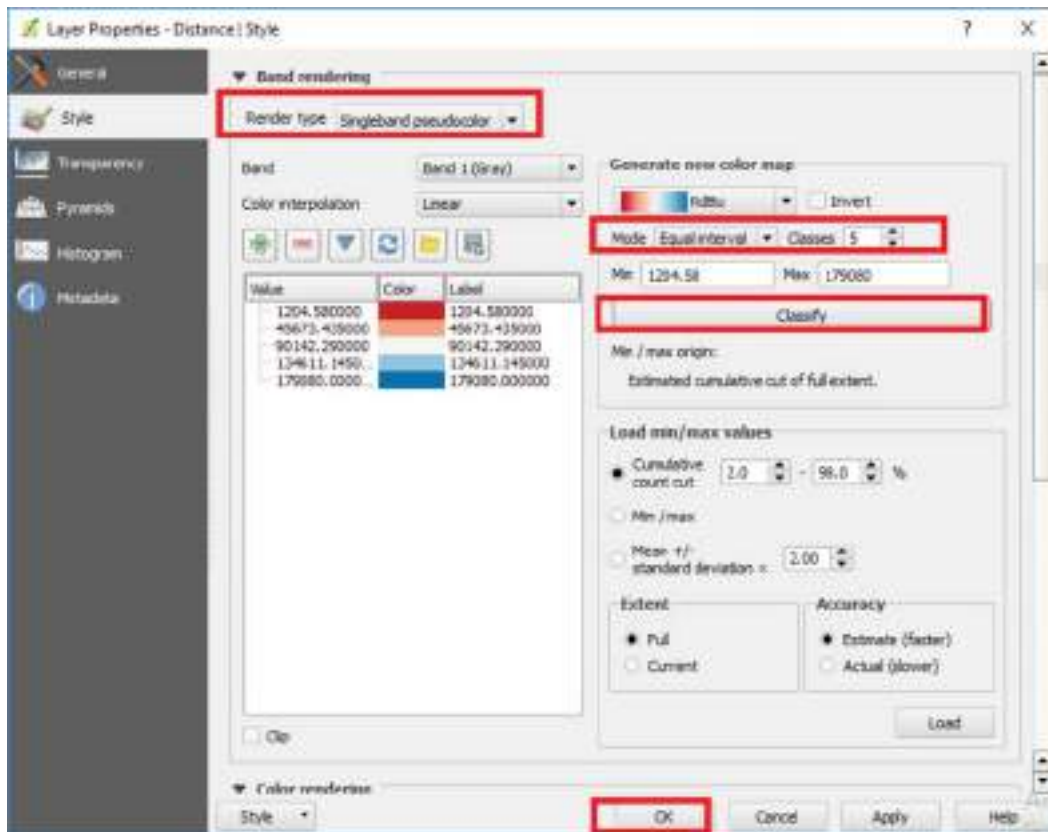 Layer Properties - Distance | Style
?
X
General
Style
Transparency
Pyramids
Histogram
Metadata
Band rendering
Render type Singleband pseudocolor
Band Band 1 (Gray)
Color interpolation Linear
Value Color Label
1204.580000 1204.580000
45673.435000 45673.435000
90142.290000 90142.290000
134611.1450... 134611.145000
179080.0000... 179080.000000
Clip
Generate new color map
RdBu Invert
Mode Equal interval Classes 5
Min 1204.58 Max 179080
Classify
Min / max origin:
Estimated cumulative cut of full extent.
Load min/max values
Cumulative
count cut 2.0 - 98.0 %
Min / max
Mean +/-
standard deviation × 2.00
Extent
Full
Current
Accuracy
Estimate (faster)
Actual (slower)
Load
Color rendering
Style OK Cancel Apply Help